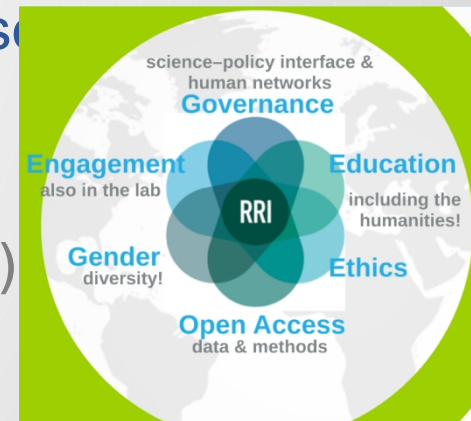 science–policy interface &
human networks
Governance
Engagement
also in the lab
Education
including the
humanities!
RRI
Gender
diversity!
Ethics
Open Access
data & methods
)